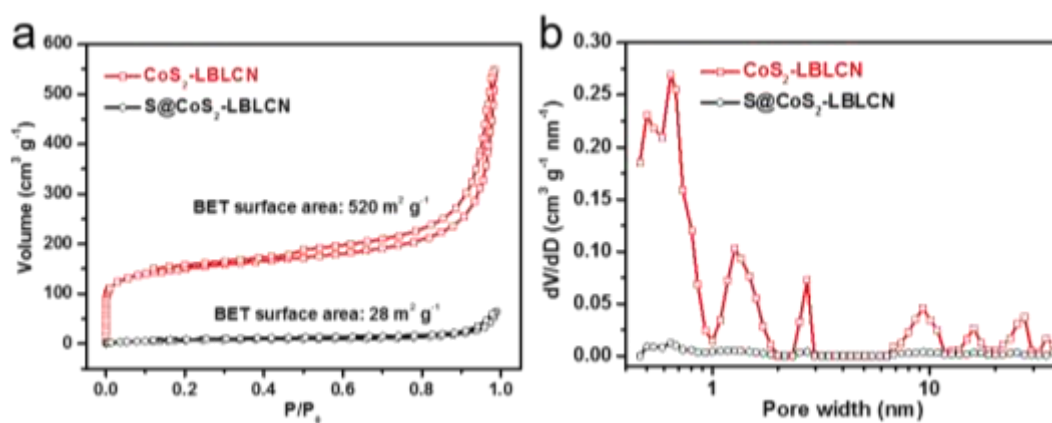 a
600
500
400
300
200
100
0
Volume (cm³ g⁻¹)
CoS₂-LBLCN
S@CoS₂-LBLCN
BET surface area: 520 m² g⁻¹
BET surface area: 28 m² g⁻¹
0.0 0.2 0.4 0.6 0.8 1.0
P/P₀
b
0.30
0.25
0.20
0.15
0.10
0.05
0.00
dV/dD (cm³ g⁻¹ nm⁻¹)
CoS₂-LBLCN
S@CoS₂-LBLCN
1 10
Pore width (nm)